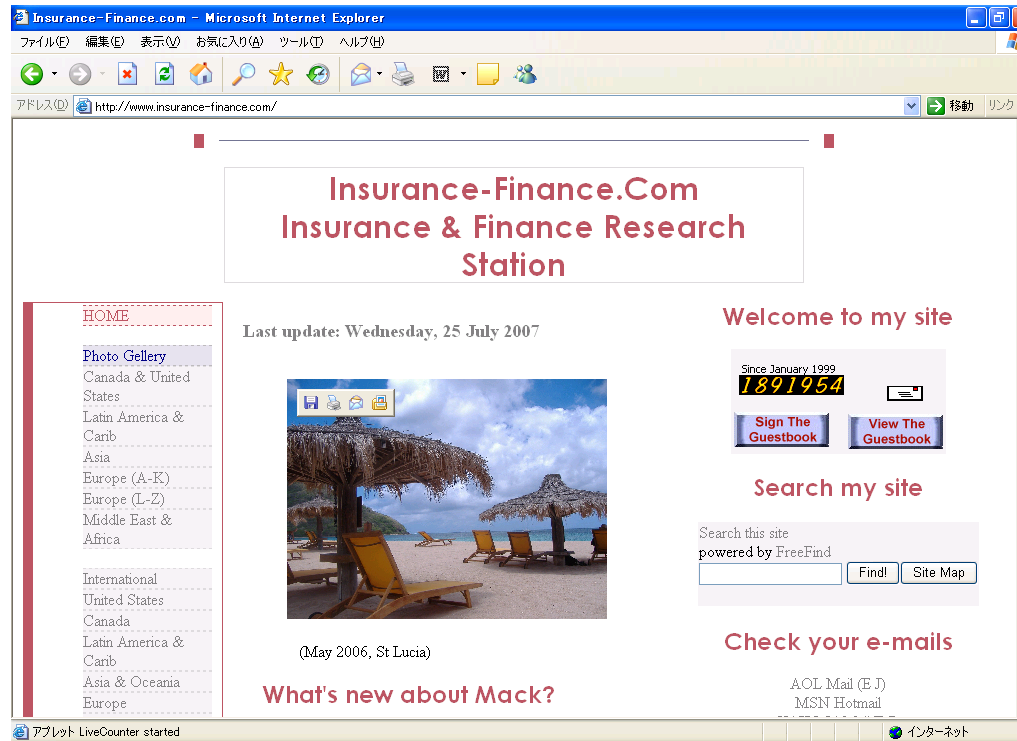 Insurance-Finance.com - Microsoft Internet Explorer
ファイル(F) 編集(E) 表示(V) お気に入り(A) ツール(T) ヘルプ(H)
アドレス(D) http://www.insurance-finance.com/ 移動 リンク
Insurance-Finance.Com
Insurance & Finance Research
Station
HOME
Photo Gellery
Canada & United
States
Latin America &
Carib
Asia
Europe (A-K)
Europe (L-Z)
Middle East &
Africa
International
United States
Canada
Latin America &
Carib
Asia & Oceania
Europe
Last update: Wednesday, 25 July 2007
(May 2006, St Lucia)
What's new about Mack?
Welcome to my site
Since January 1999
1891954
Sign The
Guestbook
View The
Guestbook
Search my site
Search this site
powered by FreeFind
Find! Site Map
Check your e-mails
AOL Mail (E J)
MSN Hotmail
アプレット LiveCounter started
インターネット